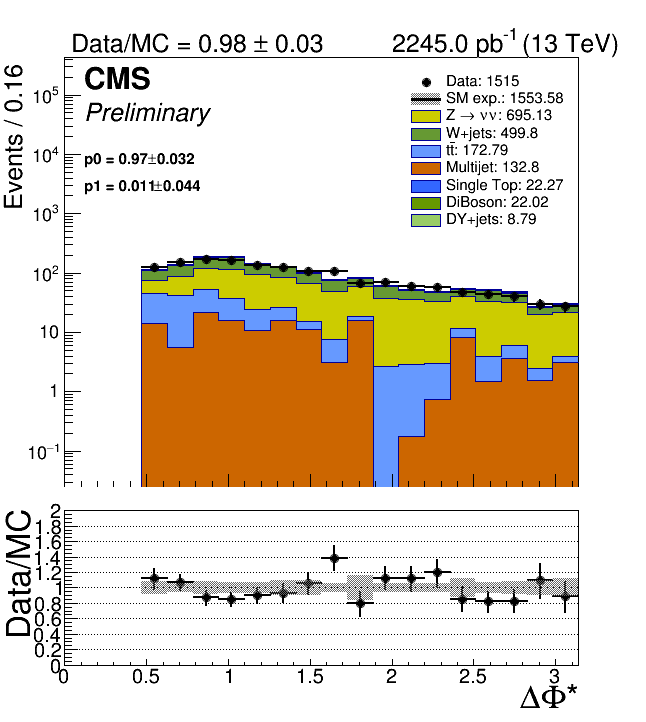 Data/MC = 0.98 ± 0.03 2245.0 pb⁻¹ (13 TeV)
CMS
Preliminary
p0 = 0.97±0.032
p1 = 0.011±0.044
Data: 1515
SM exp.: 1553.58
Z → νν: 695.13
W+jets: 499.8
tt̄: 172.79
Multijet: 132.8
Single Top: 22.27
DiBoson: 22.02
DY+jets: 8.79
Events / 0.16
10⁵
10⁴
10³
10²
10
1
10⁻¹
Data/MC
2
1.8
1.6
1.4
1.2
1
0.8
0.6
0.4
0.2
0
0 0.5 1 1.5 2 2.5 3
ΔΦ*